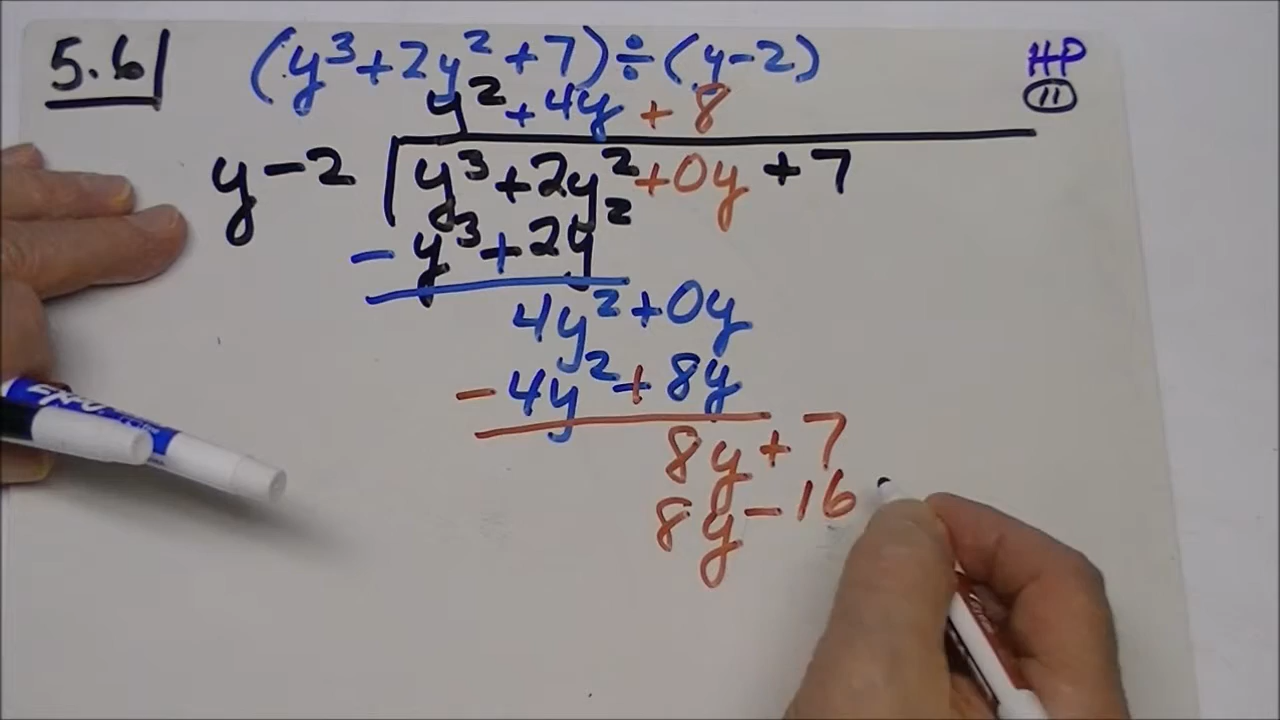 5.6 (y³+2y²+7)÷(y-2) HP
11
y²+4y+8
y-2 y³+2y²+0y+7
-y³+2y²
4y²+0y
-4y²+8y
8y+7
8y-16
EXPO